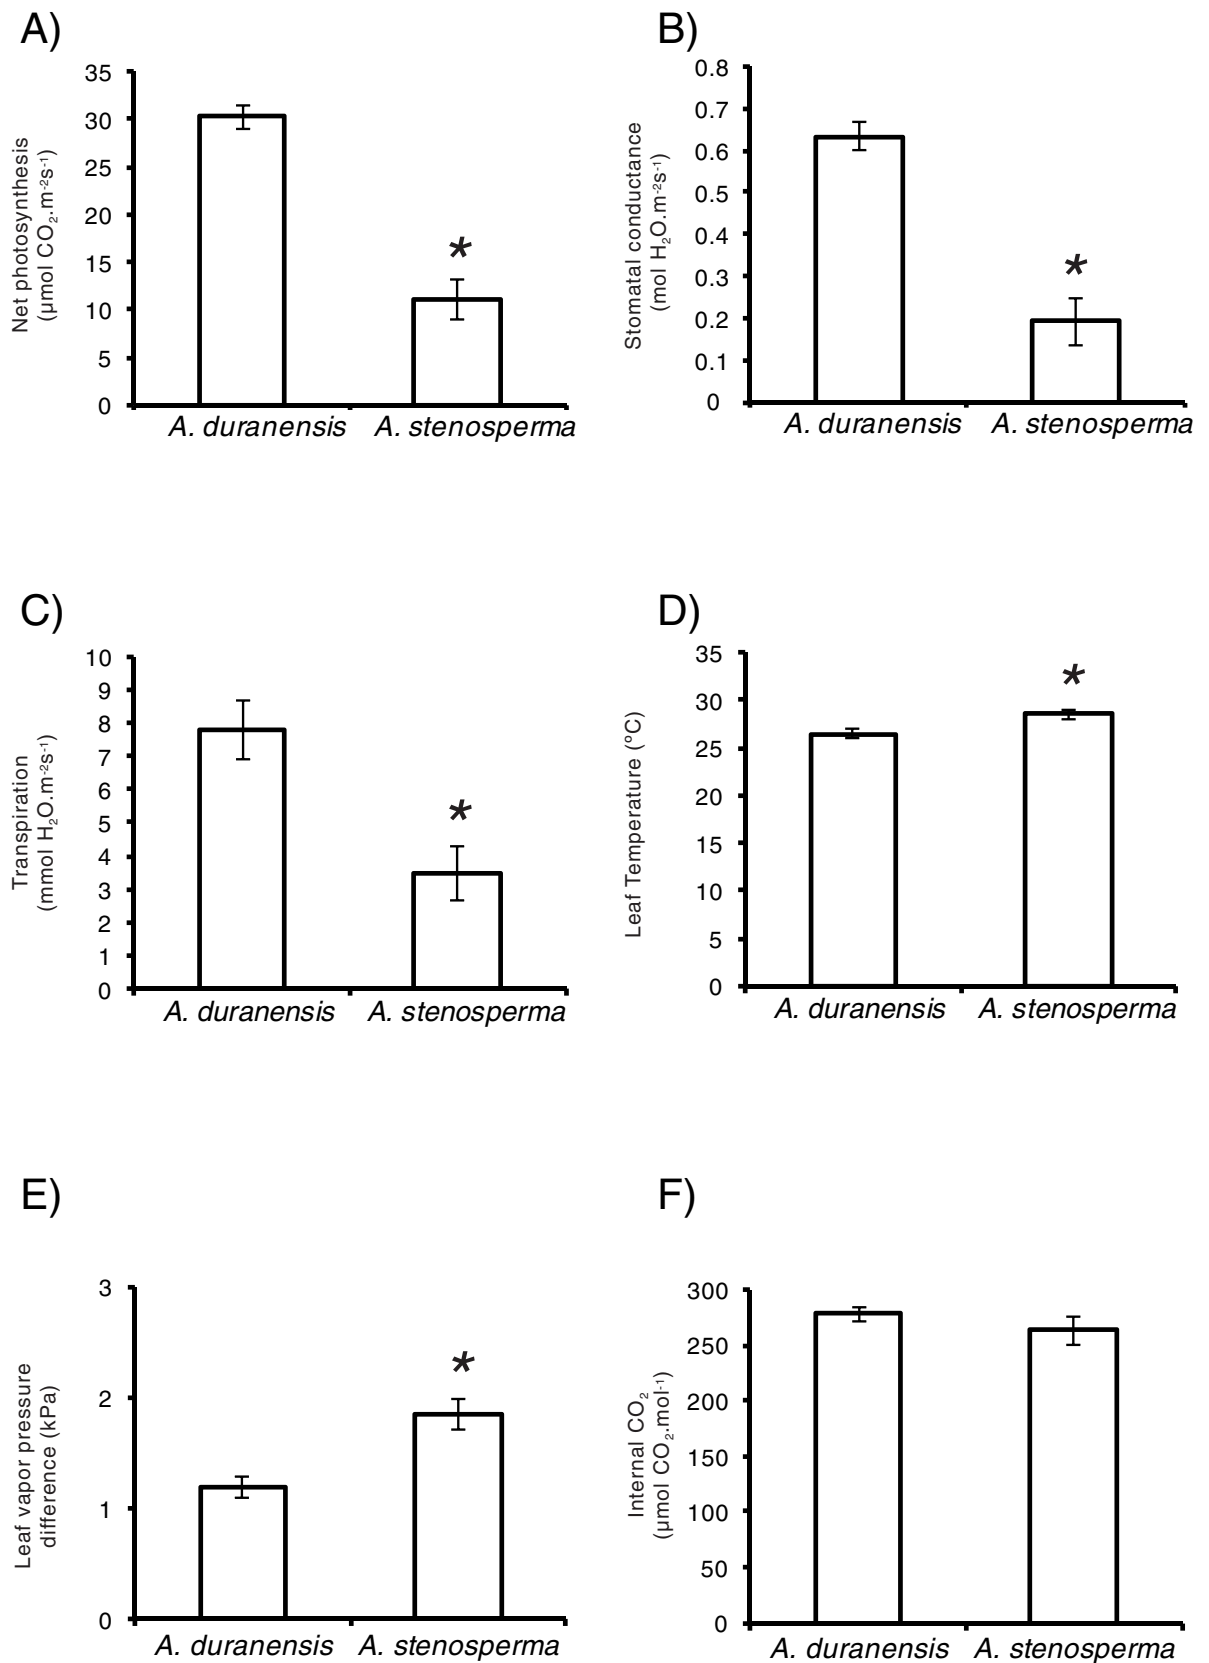 A)
35
30
25
20
15
10
5
0
Net photosynthesis
(µmol CO₂.m⁻²s⁻¹)
*
A. duranensis A. stenosperma
B)
0.8
0.7
0.6
0.5
0.4
0.3
0.2
0.1
0
Stomatal conductance
(mol H₂O.m⁻²s⁻¹)
*
A. duranensis A. stenosperma
C)
10
9
8
7
6
5
4
3
2
1
0
Transpiration
(mmol H₂O.m⁻²s⁻¹)
*
A. duranensis A. stenosperma
D)
35
30
25
20
15
10
5
0
Leaf Temperature (ºC)
*
A. duranensis A. stenosperma
E)
3
2
1
0
Leaf vapor pressure
difference (kPa)
*
A. duranensis A. stenosperma
F)
300
250
200
150
100
50
0
Internal CO₂
(µmol CO₂.mol⁻¹)
A. duranensis A. stenosperma